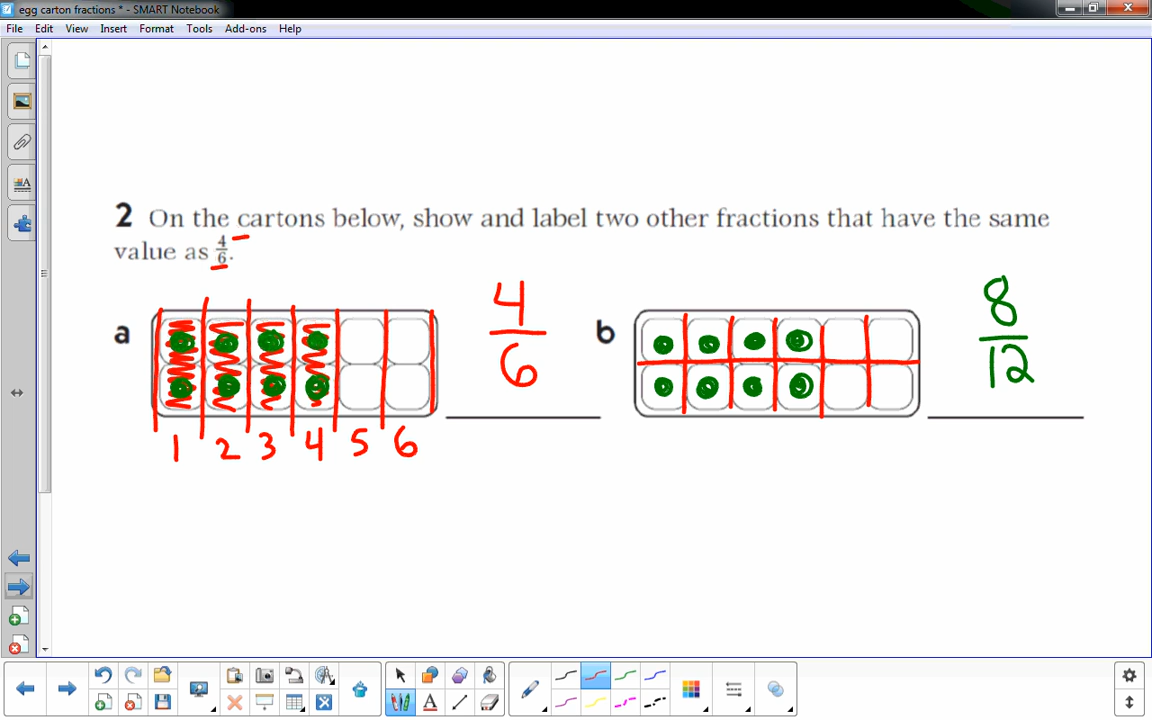 egg carton fractions * - SMART Notebook
File Edit View Insert Format Tools Add-ons Help
2 On the cartons below, show and label two other fractions that have the same
value as 4/6.
a
4
6
1 2 3 4 5 6
b
8
12